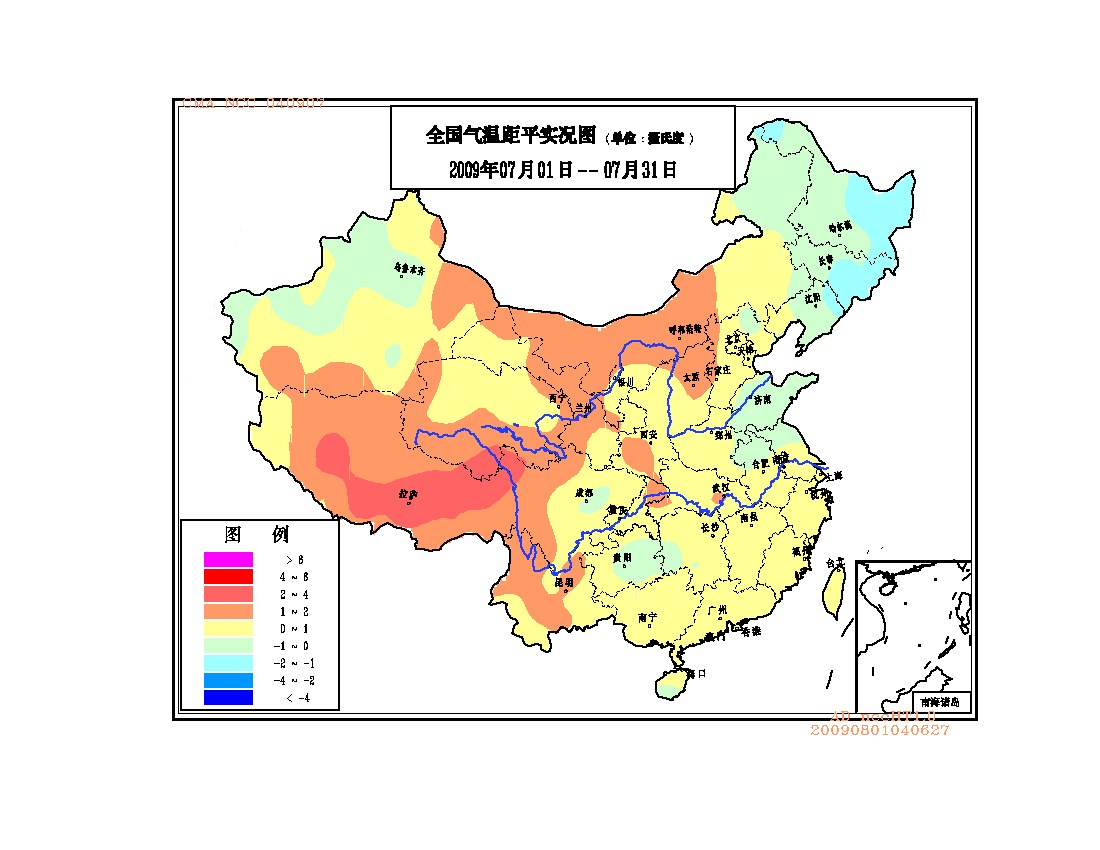 CMA NCC 040902
全国气温距平实况图 (单位:摄氏度)
2009年07月01日 -- 07月31日
哈尔滨
长春
乌鲁木齐
沈阳
呼和浩特
北京
天津
银川
太原
石家庄
西宁
济南
兰州
西安
郑州
合肥
南京
上海
拉萨
成都
武汉
杭州
重庆
南昌
长沙
图 例
贵阳
福州
> 6
台北
4 ~ 6
昆明
2 ~ 4
1 ~ 2
广州
南宁
0 ~ 1
香港
澳门
-1 ~ 0
-2 ~ -1
海口
-4 ~ -2
< -4
南海诸岛
20090801040627